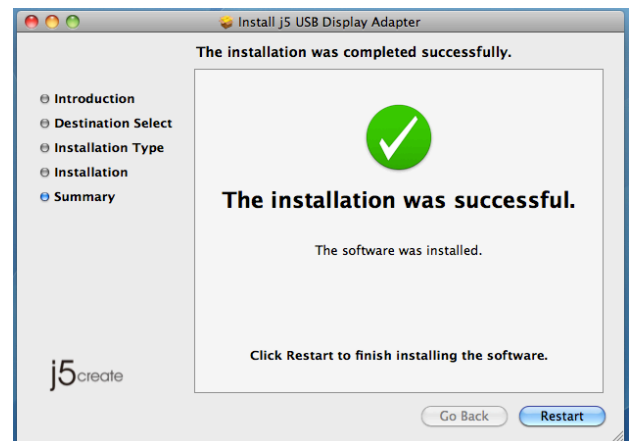 Install j5 USB Display Adapter
The installation was completed successfully.
Introduction
Destination Select
Installation Type
Installation
Summary
The installation was successful.
The software was installed.
Click Restart to finish installing the software.
j5create
Go Back
Restart